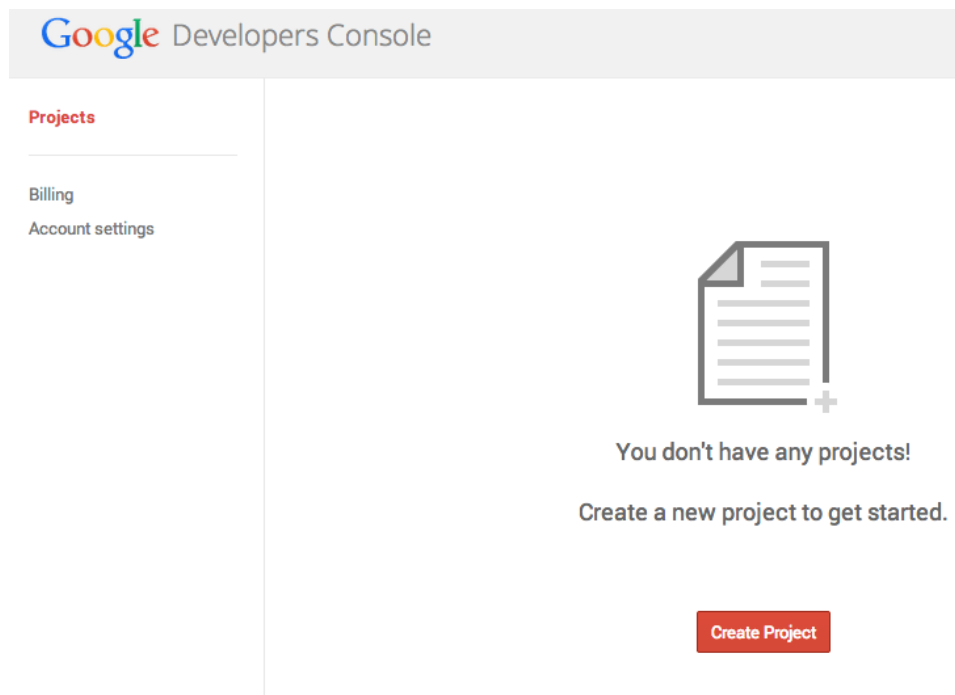 Google Developers Console
Projects
Billing
Account settings
You don't have any projects!
Create a new project to get started.
Create Project